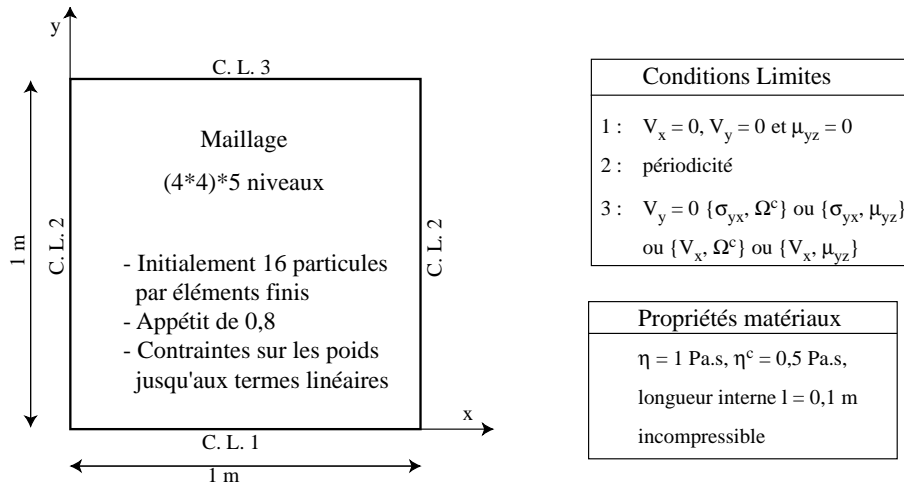 y
C. L. 3
1 m
C. L. 2
Maillage
(4*4)*5 niveaux
- Initialement 16 particules
par éléments finis
- Appétit de 0,8
- Contraintes sur les poids
jusqu'aux termes linéaires
C. L. 2
x
C. L. 1
1 m
Conditions Limites
1 : V_x = 0, V_y = 0 et μ_yz = 0
2 : périodicité
3 : V_y = 0 {σ_yx, Ω^c} ou {σ_yx, μ_yz}
ou {V_x, Ω^c} ou {V_x, μ_yz}
Propriétés matériaux
η = 1 Pa.s, η^c = 0,5 Pa.s,
longueur interne l = 0,1 m
incompressible